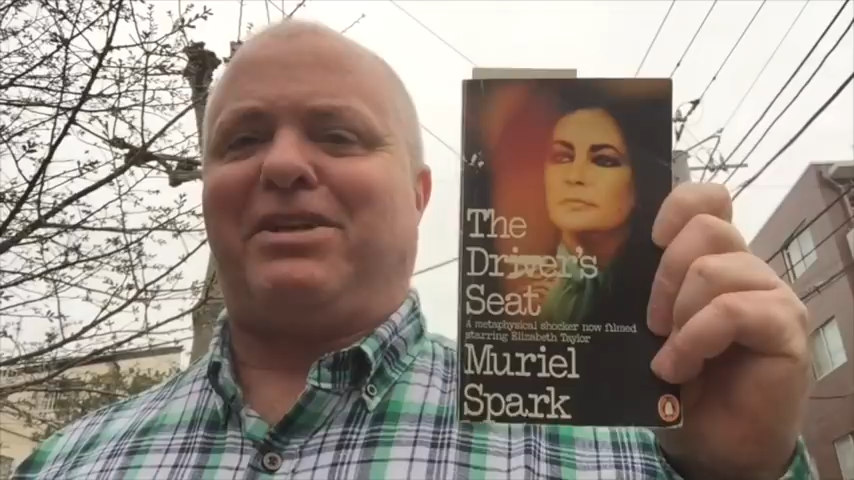 The
Driver's
Seat
A metaphysical shocker now filmed
starring Elizabeth Taylor
Muriel
Spark